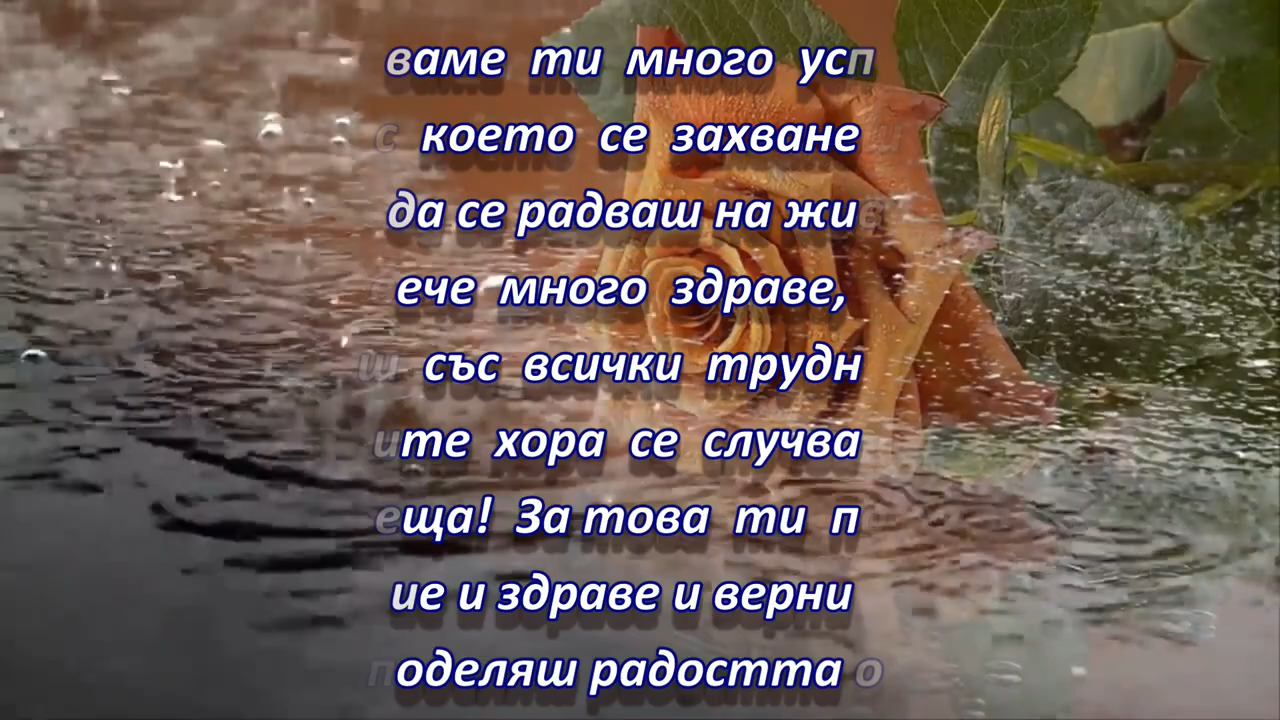 ваме ти много усп
с което се захване
да се радваш на жив
ече много здраве,
ш със всички трудн
ите хора се случва
еща! За това ти п
ие и здраве и верни
поделяш радостта о